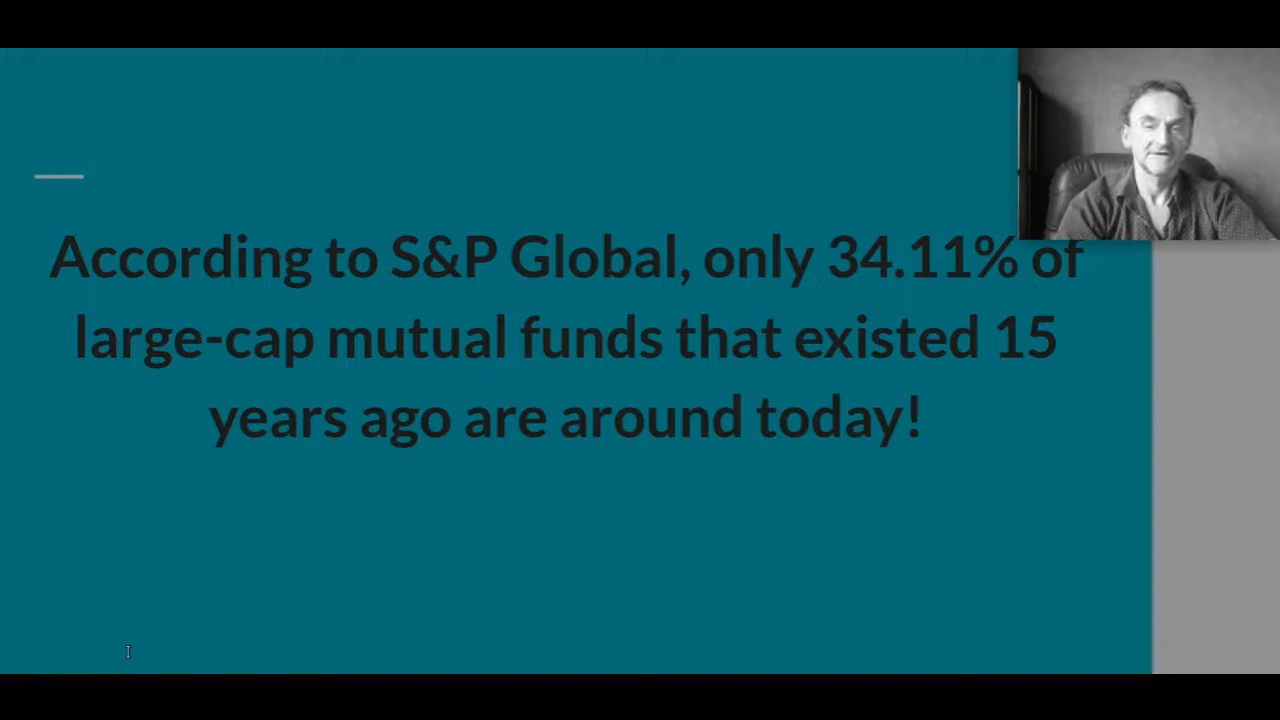 According to S&P Global, only 34.11% of
large-cap mutual funds that existed 15
years ago are around today!